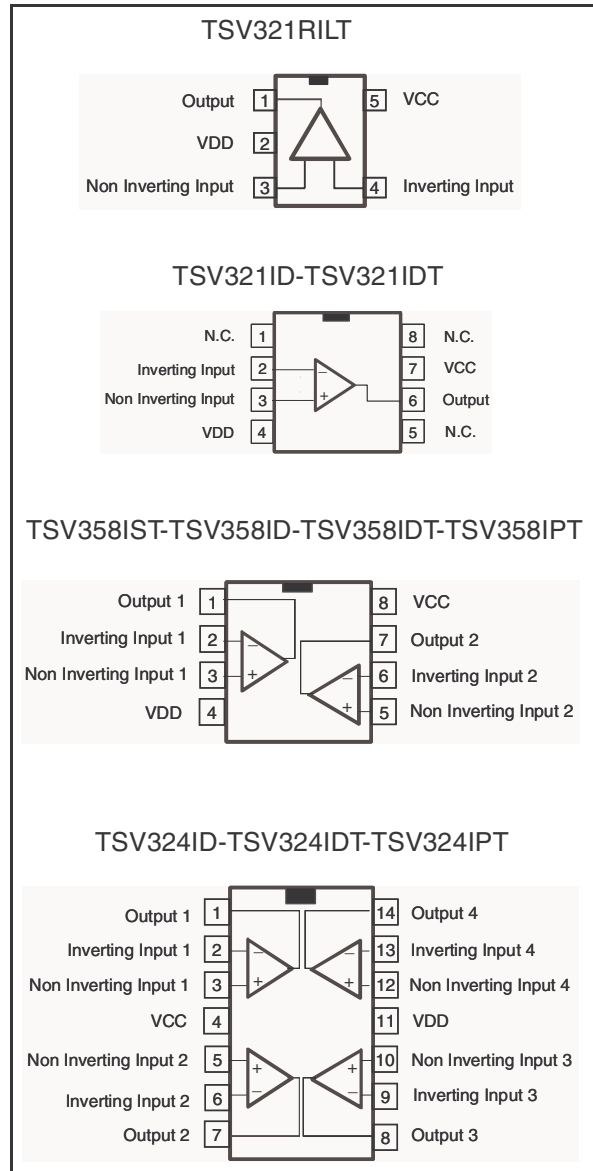 TSV321RILT
Output 1 5 VCC
VDD 2
Non Inverting Input 3 4 Inverting Input
TSV321ID-TSV321IDT
N.C. 1 8 N.C.
Inverting Input 2 − 7 VCC
Non Inverting Input 3 + 6 Output
VDD 4 5 N.C.
TSV358IST-TSV358ID-TSV358IDT-TSV358IPT
Output 1 1 8 VCC
Inverting Input 1 2 − 7 Output 2
Non Inverting Input 1 3 + − 6 Inverting Input 2
VDD 4 + 5 Non Inverting Input 2
TSV324ID-TSV324IDT-TSV324IPT
Output 1 1 14 Output 4
Inverting Input 1 2 − − 13 Inverting Input 4
Non Inverting Input 1 3 + + 12 Non Inverting Input 4
VCC 4 11 VDD
Non Inverting Input 2 5 + + 10 Non Inverting Input 3
Inverting Input 2 6 − − 9 Inverting Input 3
Output 2 7 8 Output 3